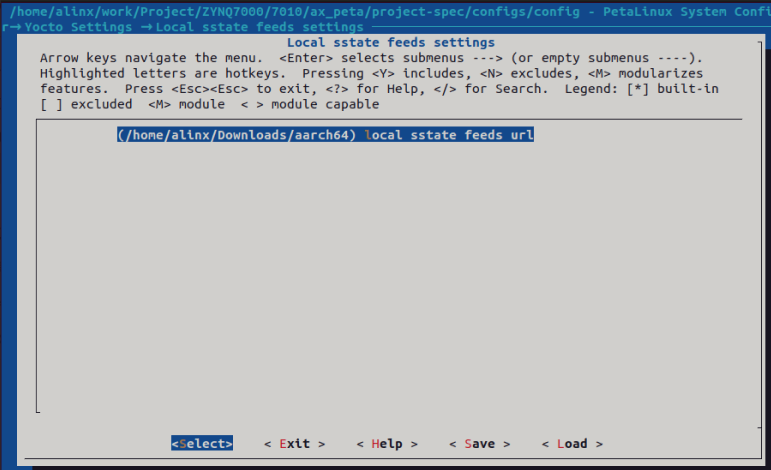 /home/alinx/work/Project/ZYNQ7000/7010/ax_peta/project-spec/configs/config - PetaLinux System Confi
r→Yocto Settings →Local sstate feeds settings
Local sstate feeds settings
Arrow keys navigate the menu.  <Enter> selects submenus ---> (or empty submenus ----).
Highlighted letters are hotkeys.  Pressing <Y> includes, <N> excludes, <M> modularizes
features.  Press <Esc><Esc> to exit, <?> for Help, </> for Search.  Legend: [*] built-in
[ ] excluded  <M> module  < > module capable
(/home/alinx/Downloads/aarch64) local sstate feeds url
<Select>    < Exit >    < Help >    < Save >    < Load >